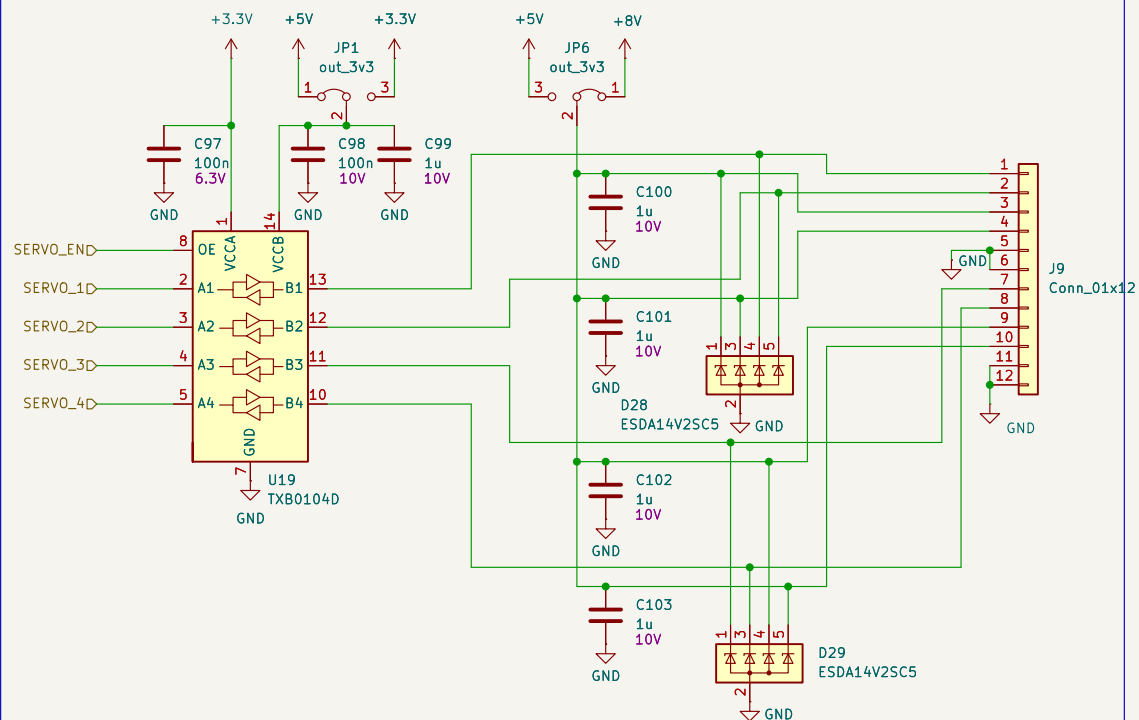 +3.3V
+5V
+3.3V
+5V
+8V
JP1
out_3v3
JP6
out_3v3
1
3
2
3
1
2
C97
100n
6.3V
C98
100n
10V
C99
1u
10V
GND
GND
GND
1
14
SERVO_EN
8
OE
VCCA
VCCB
SERVO_1
2
A1
B1
13
SERVO_2
3
A2
B2
12
SERVO_3
4
A3
B3
11
SERVO_4
5
A4
B4
10
GND
7
U19
TXB0104D
GND
C100
1u
10V
GND
C101
1u
10V
GND
1
3
4
5
D28
ESDA14V2SC5
2
GND
C102
1u
10V
GND
C103
1u
10V
GND
1
3
4
5
D29
ESDA14V2SC5
2
GND
1
2
3
4
5
GND
6
7
8
9
10
11
12
J9
Conn_01x12
GND